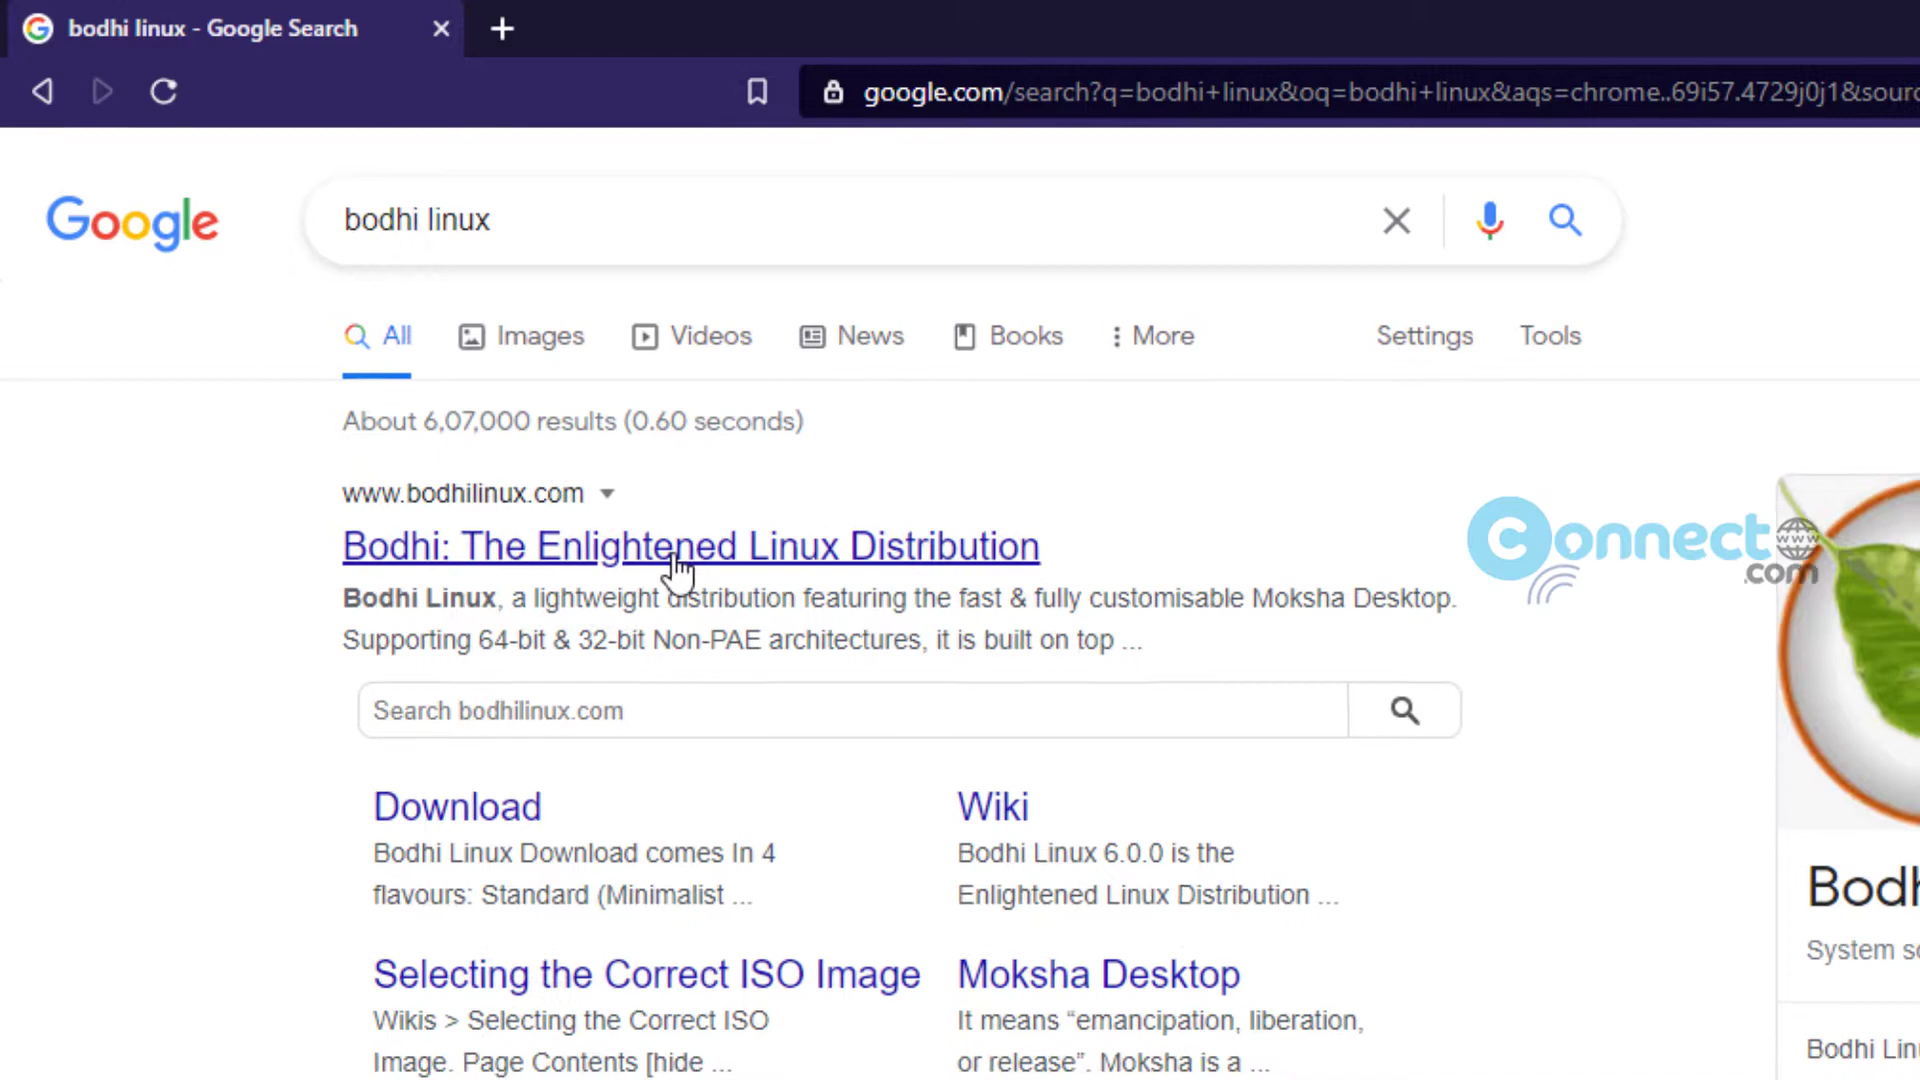 bodhi linux - Google Search
google.com/search?q=bodhi+linux&oq=bodhi+linux&aqs=chrome..69i57.4729j0j1&sourc
Google
bodhi linux
All Images Videos News Books More Settings Tools
About 6,07,000 results (0.60 seconds)
www.bodhilinux.com
Bodhi: The Enlightened Linux Distribution
Bodhi Linux, a lightweight distribution featuring the fast & fully customisable Moksha Desktop.
Supporting 64-bit & 32-bit Non-PAE architectures, it is built on top ...
Connect www .com
Search bodhilinux.com
Download
Bodhi Linux Download comes In 4
flavours: Standard (Minimalist ...
Wiki
Bodhi Linux 6.0.0 is the
Enlightened Linux Distribution ...
Selecting the Correct ISO Image
Wikis > Selecting the Correct ISO
Image. Page Contents [hide ...
Moksha Desktop
It means “emancipation, liberation,
or release”. Moksha is a ...
Bodh
System so
Bodhi Lin